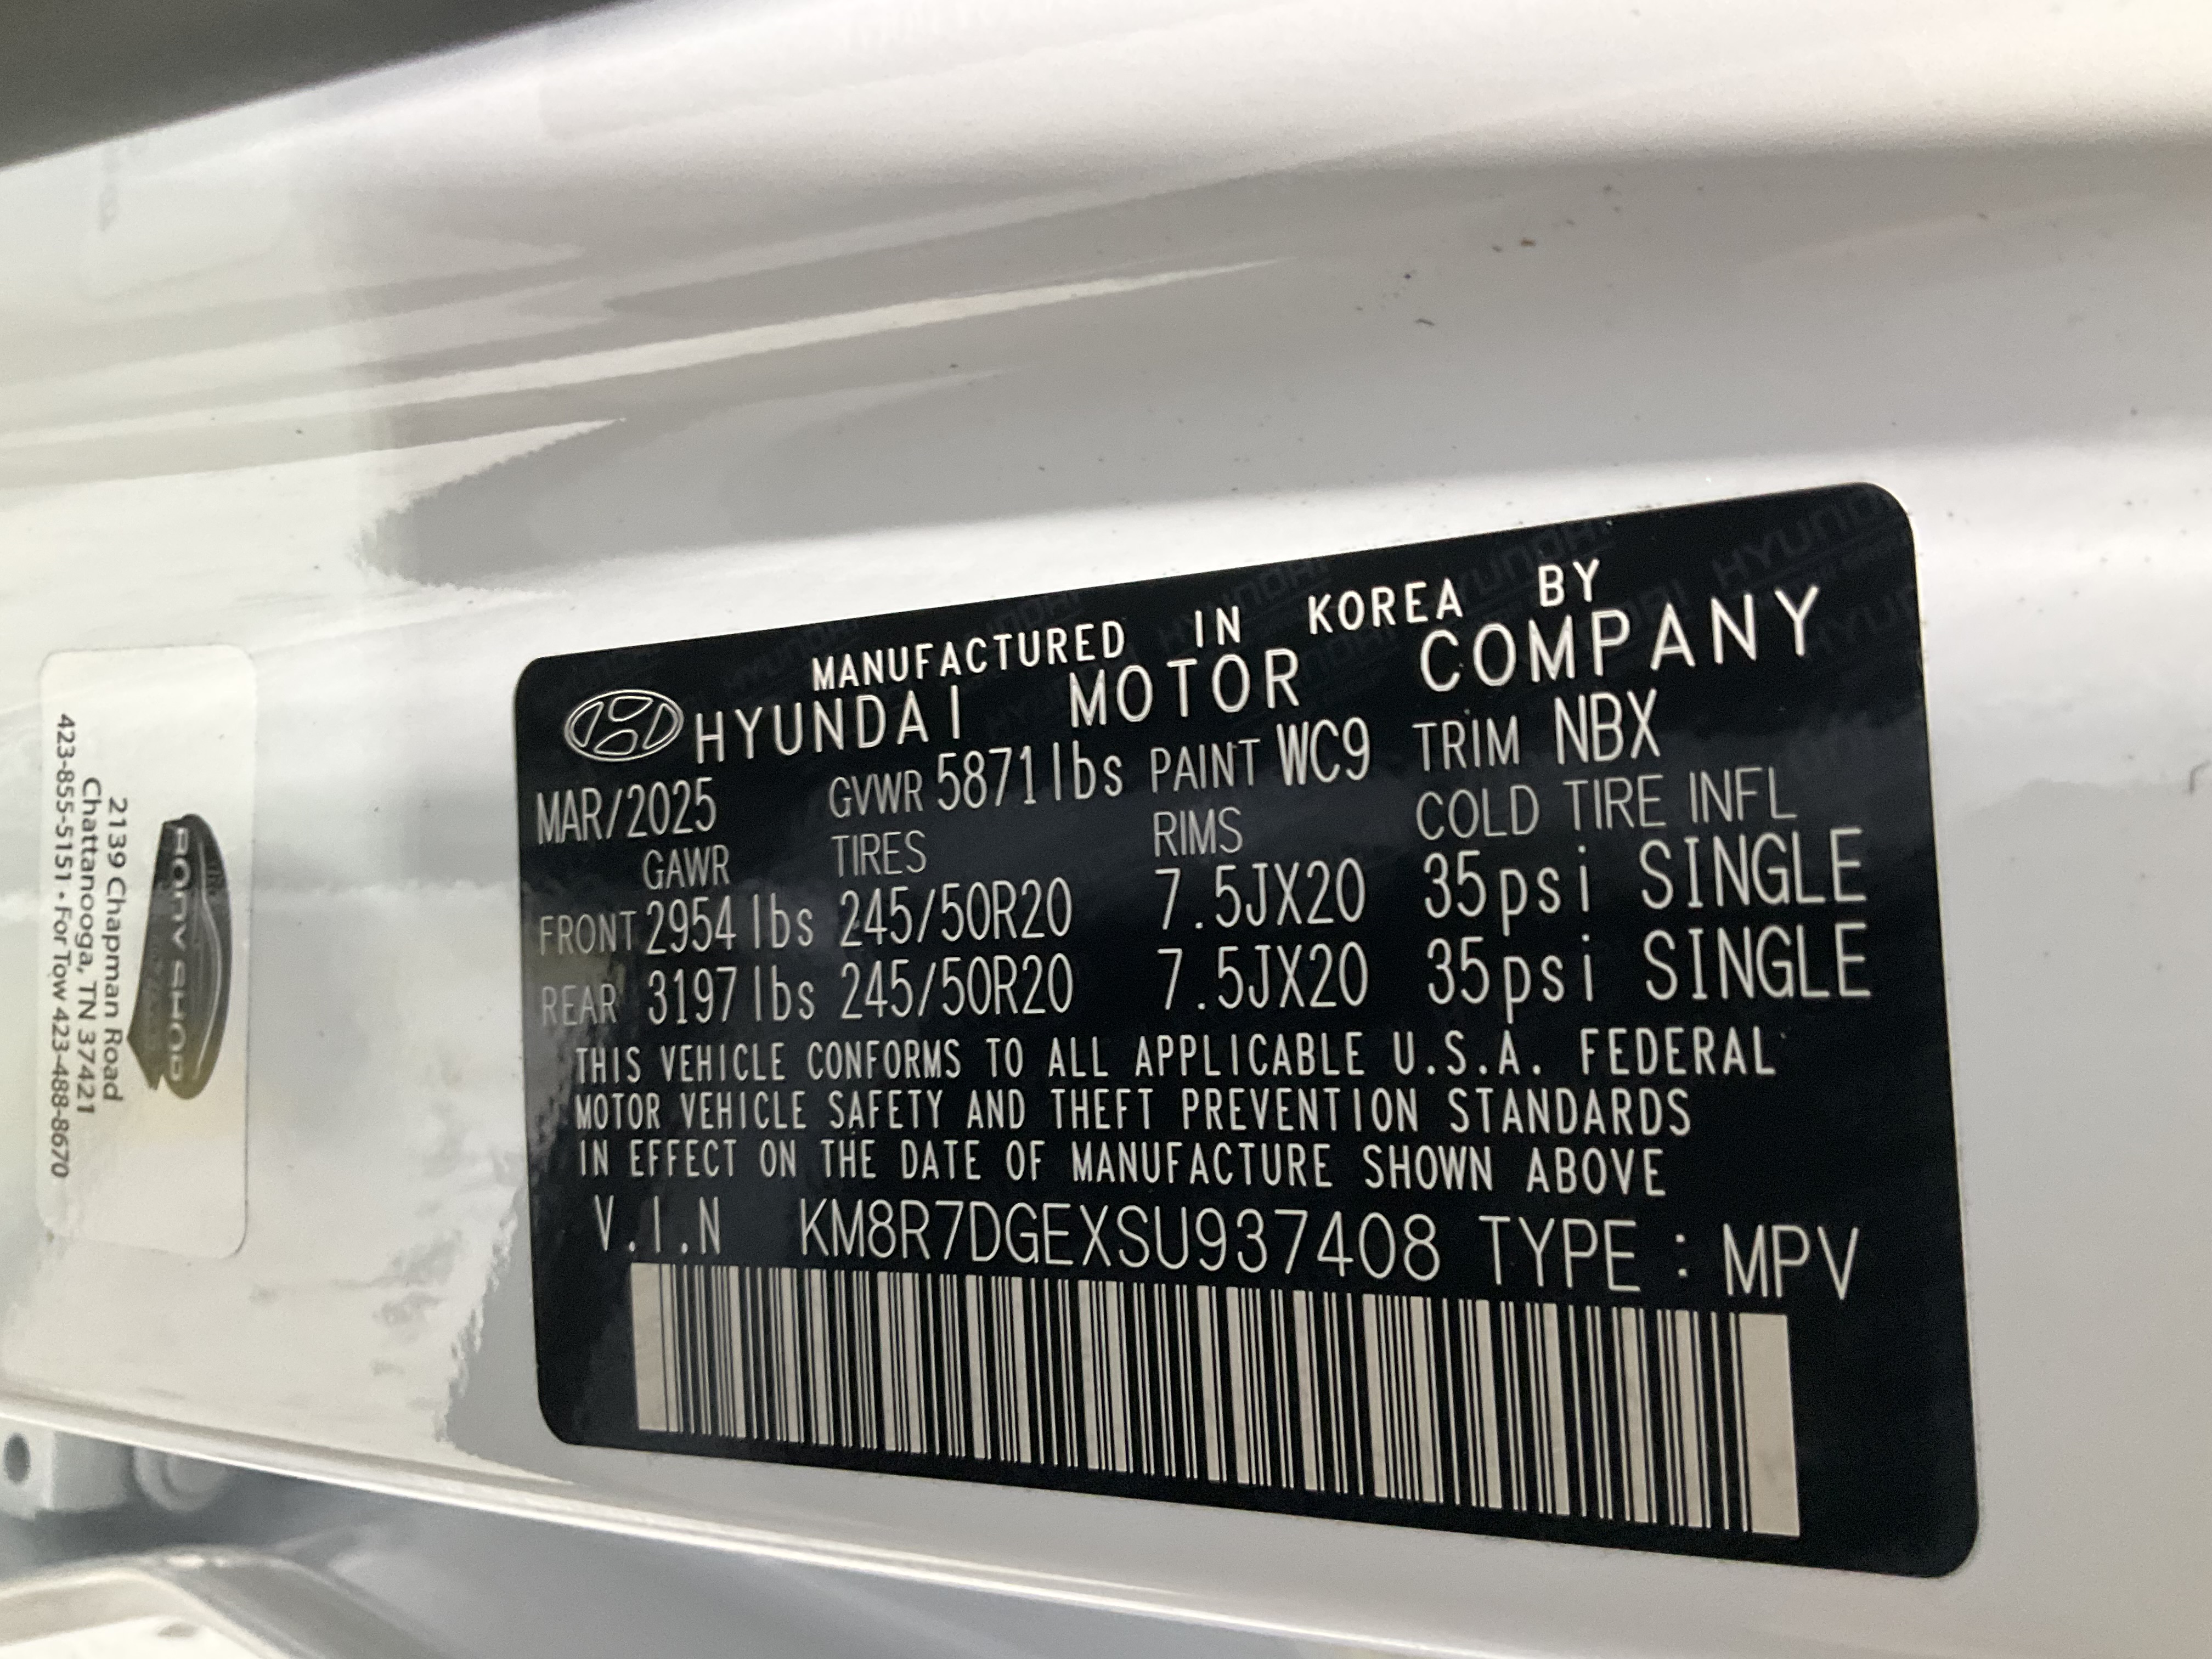 MANUFACTURED IN KOREA BY
HYUNDAI MOTOR COMPANY
MAR/2025 GVWR 5871lbs PAINT WC9 TRIM NBX
GAWR TIRES RIMS COLD TIRE INFL
FRONT 2954 lbs 245/50R20 7.5JX20 35psi SINGLE
REAR 3197 lbs 245/50R20 7.5JX20 35psi SINGLE
THIS VEHICLE CONFORMS TO ALL APPLICABLE U.S.A. FEDERAL
MOTOR VEHICLE SAFETY AND THEFT PREVENTION STANDARDS
IN EFFECT ON THE DATE OF MANUFACTURE SHOWN ABOVE
V.I.N KM8R7DGEXSU937408 TYPE : MPV
BODY SHOP
2139 Chapman Road
Chattanooga, TN 37421
423-855-5151 • For Tow 423-488-8670